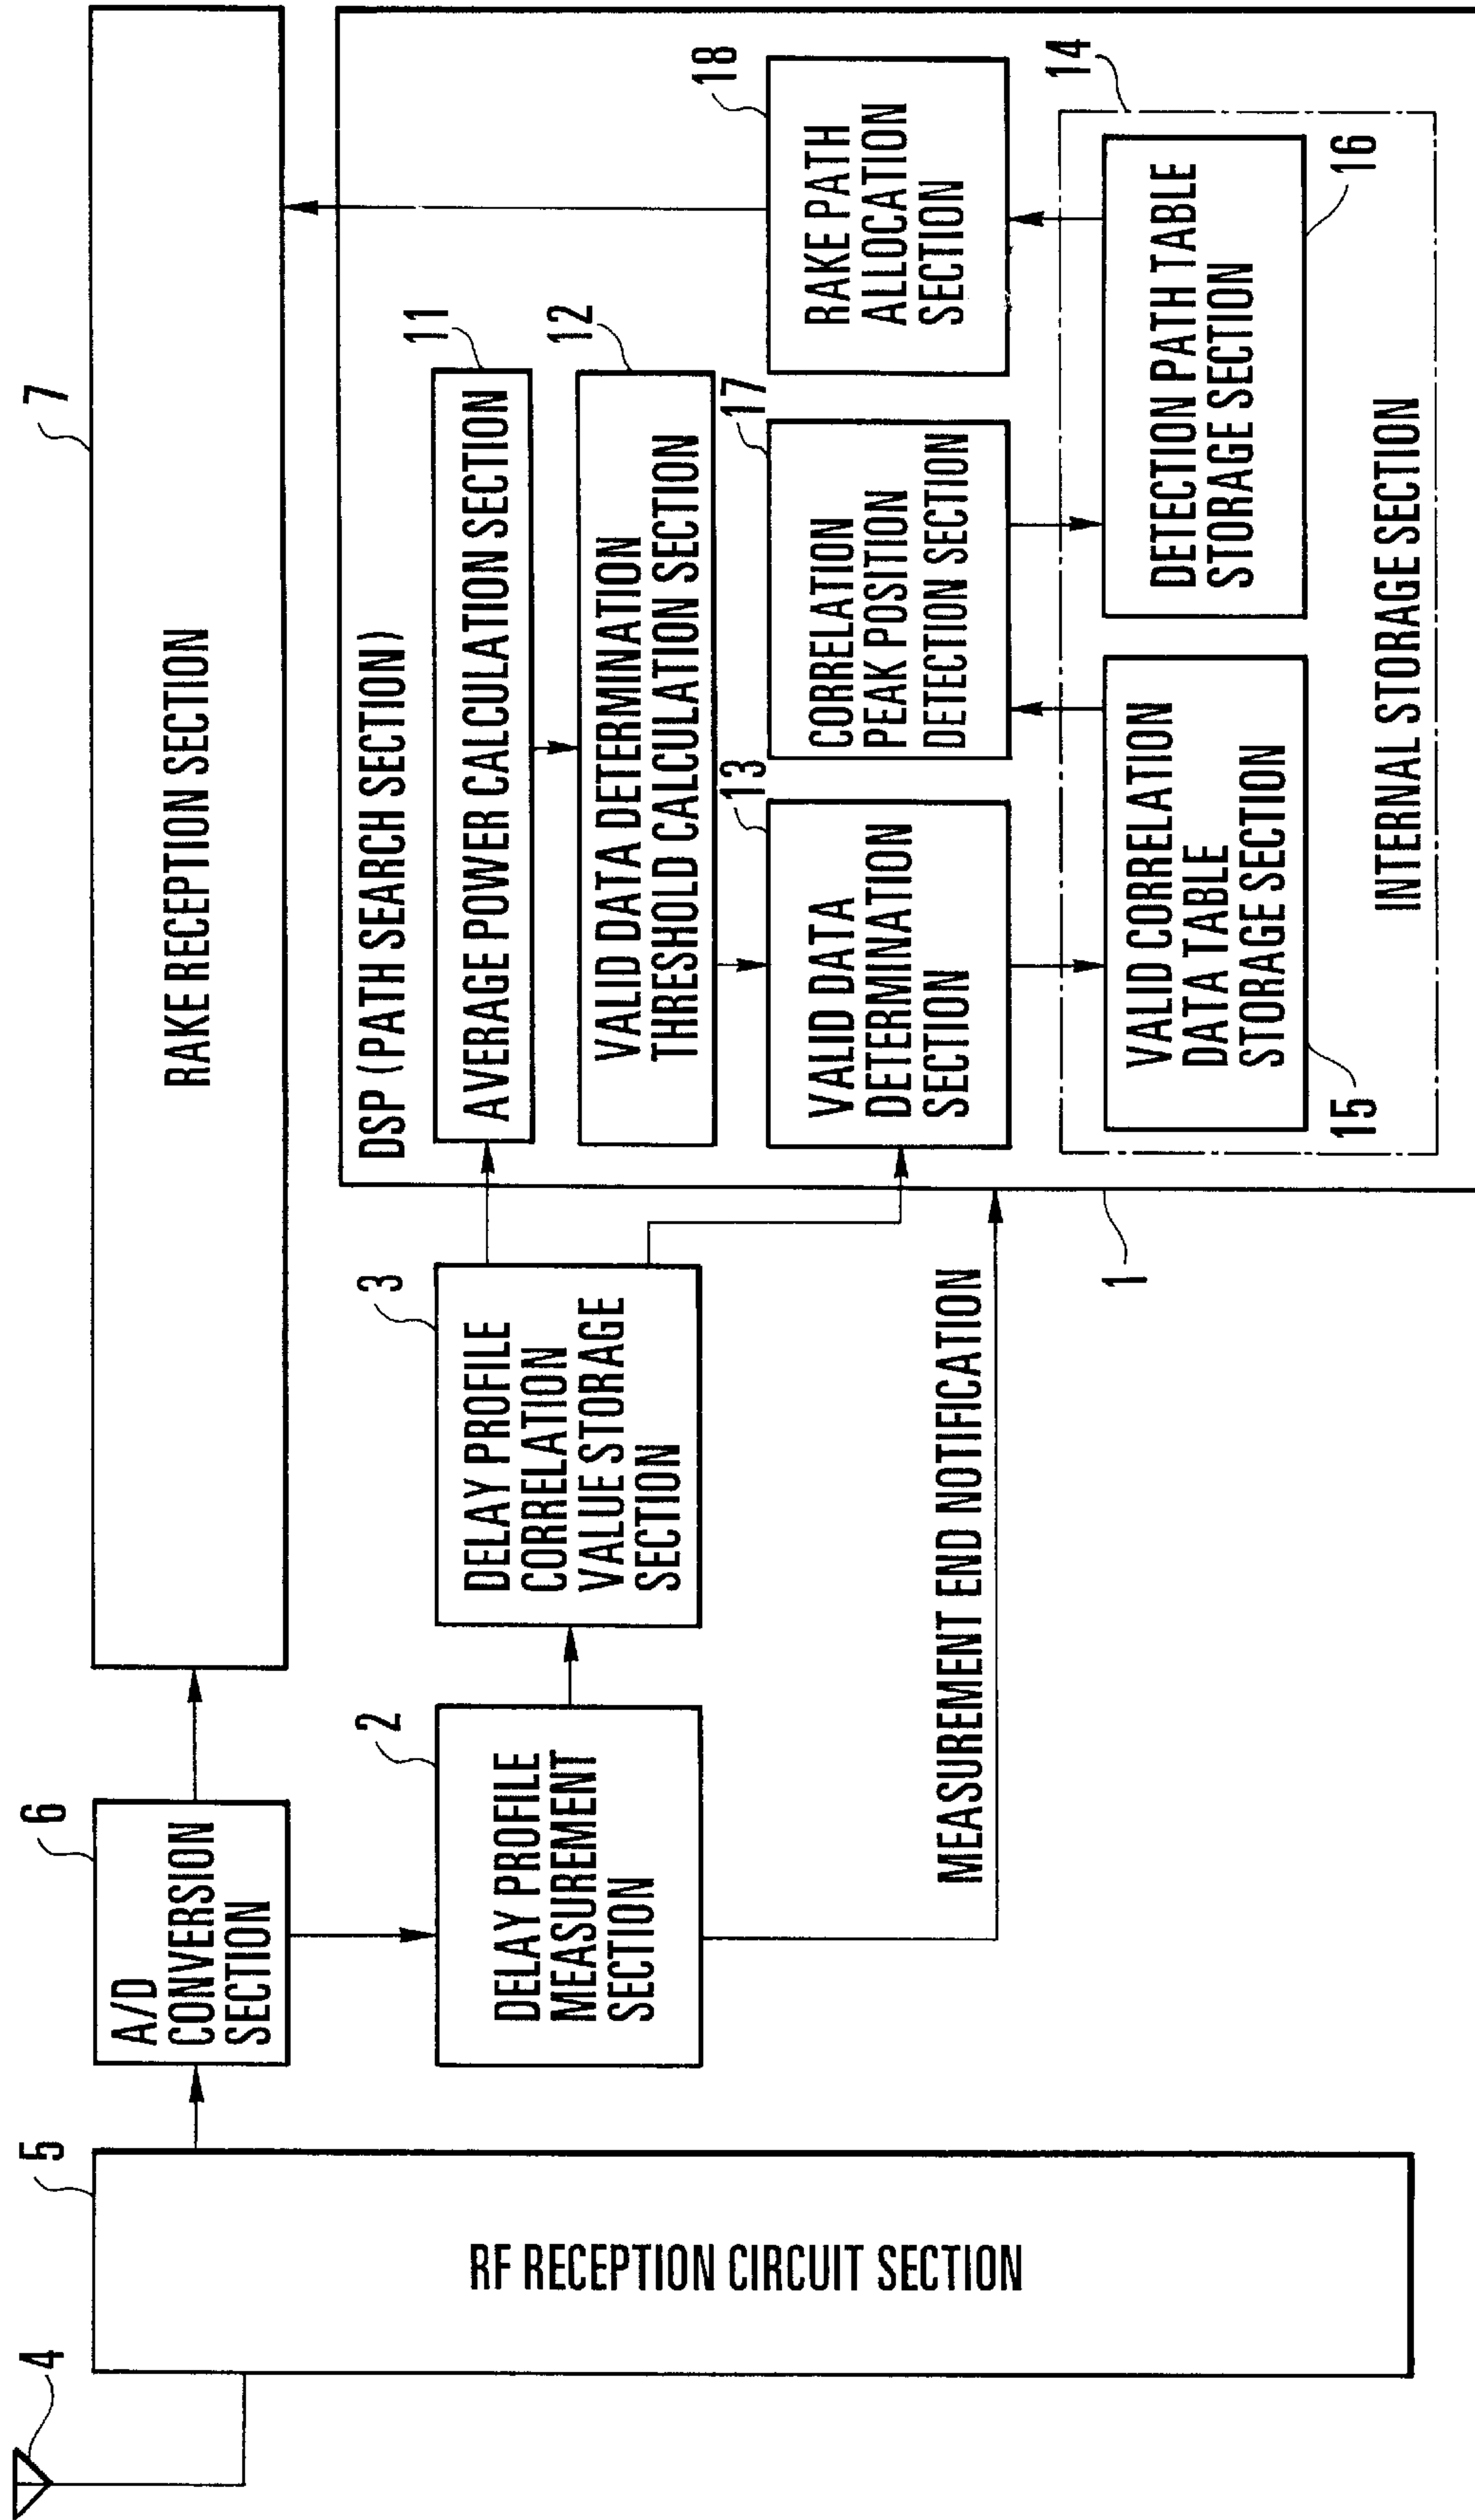 4
5
RF RECEPTION CIRCUIT SECTION
6
A/D
CONVERSION
SECTION
7
RAKE RECEPTION SECTION
2
DELAY PROFILE
MEASUREMENT
SECTION
3
DELAY PROFILE
CORRELATION
VALUE STORAGE
SECTION
MEASUREMENT END NOTIFICATION
1
DSP (PATH SEARCH SECTION)
11
AVERAGE POWER CALCULATION SECTION
12
VALID DATA DETERMINATION
THRESHOLD CALCULATION SECTION
13
VALID DATA
DETERMINATION
SECTION
17
CORRELATION
PEAK POSITION
DETECTION SECTION
18
RAKE PATH
ALLOCATION
SECTION
14
15
VALID CORRELATION
DATA TABLE
STORAGE SECTION
16
DETECTION PATH TABLE
STORAGE SECTION
INTERNAL STORAGE SECTION